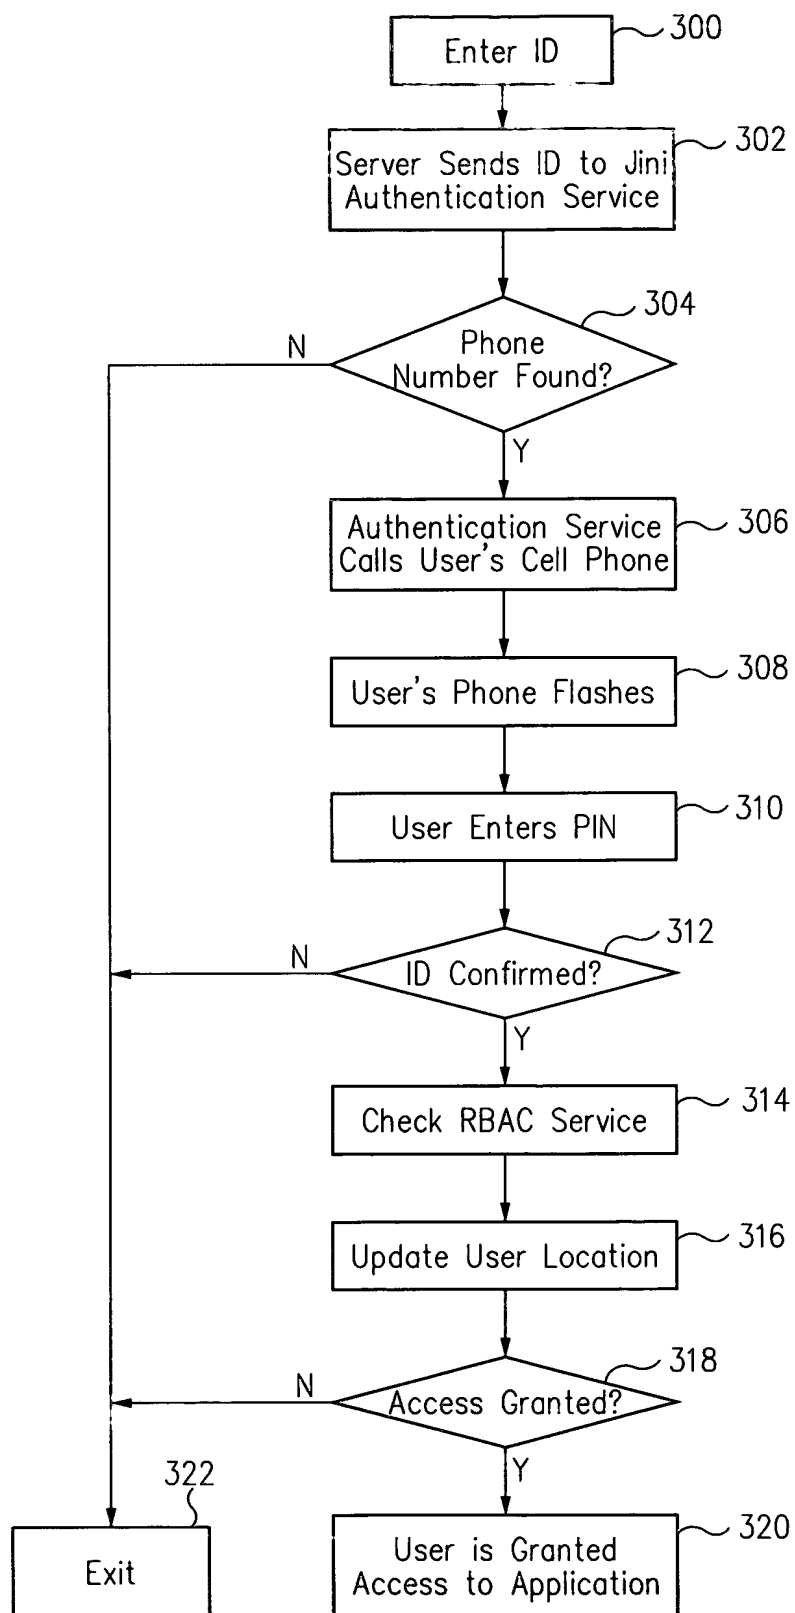 Enter ID
300
Server Sends ID to Jini
Authentication Service
302
Phone
Number Found?
304
N
Y
Authentication Service
Calls User's Cell Phone
306
User's Phone Flashes
308
User Enters PIN
310
ID Confirmed?
312
N
Y
Check RBAC Service
314
Update User Location
316
Access Granted?
318
N
Y
322
Exit
User is Granted
Access to Application
320